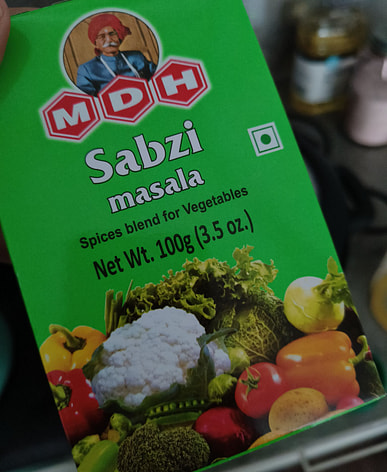 MDH
Sabzi
masala
Spices blend for Vegetables
Net Wt. 100g (3.5 oz.)